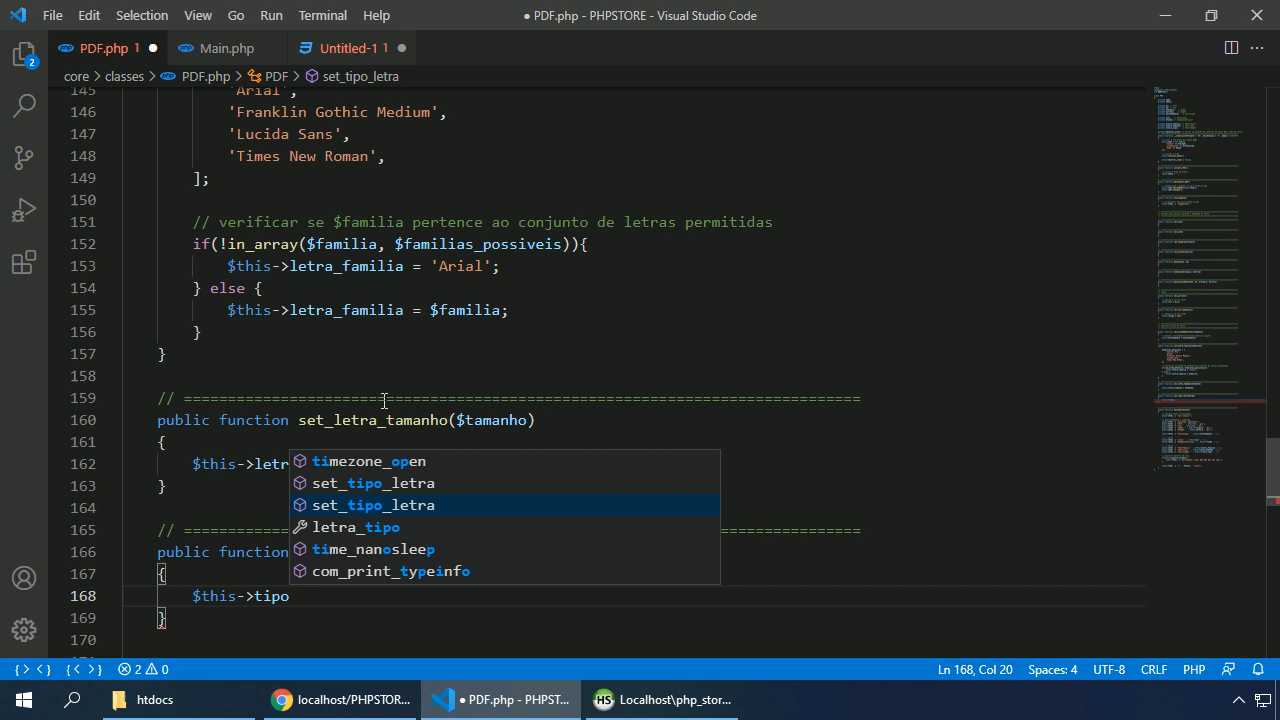 File Edit Selection View Go Run Terminal Help
● PDF.php - PHPSTORE - Visual Studio Code
PDF.php 1 Main.php Untitled-1 1
core > classes > PDF.php > PDF > set_tipo_letra
145 'Arial',
146 'Franklin Gothic Medium',
147 'Lucida Sans',
148 'Times New Roman',
149 ];
150
151 // verificar se $familia pertence ao conjunto de letras permitidas
152 if(!in_array($familia, $familias_possiveis)){
153 $this->letra_familia = 'Arial';
154 } else {
155 $this->letra_familia = $familia;
156 }
157 }
158
159 // ===============================================================================
160 public function set_letra_tamanho($tamanho)
161 {
162 $this->letr
163 }
164
165 // ===============================================================================
166 public function
167 {
168 $this->tipo
169 }
170
timezone_open
set_tipo_letra
set_tipo_letra
letra_tipo
time_nanosleep
com_print_typeinfo
2
2 0
Ln 168, Col 20 Spaces: 4 UTF-8 CRLF PHP
htdocs localhost/PHPSTOR... ● PDF.php - PHPST... Localhost\php_stor...